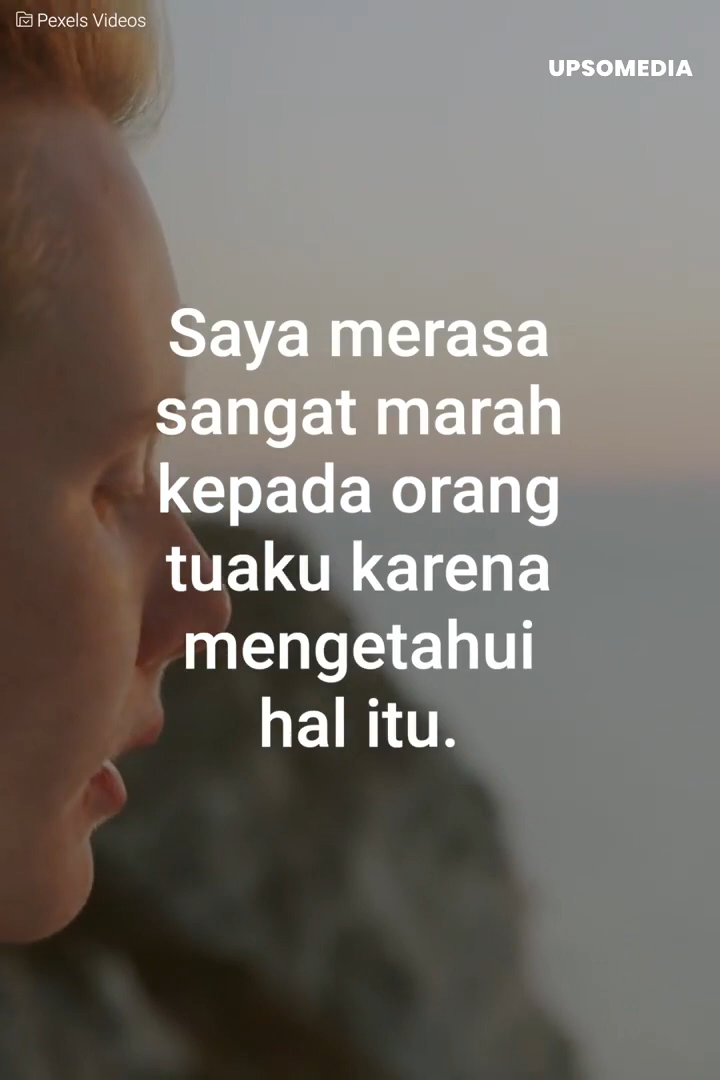 Pexels Videos
UPSOMEDIA
Saya merasa
sangat marah
kepada orang
tuaku karena
mengetahui
hal itu.